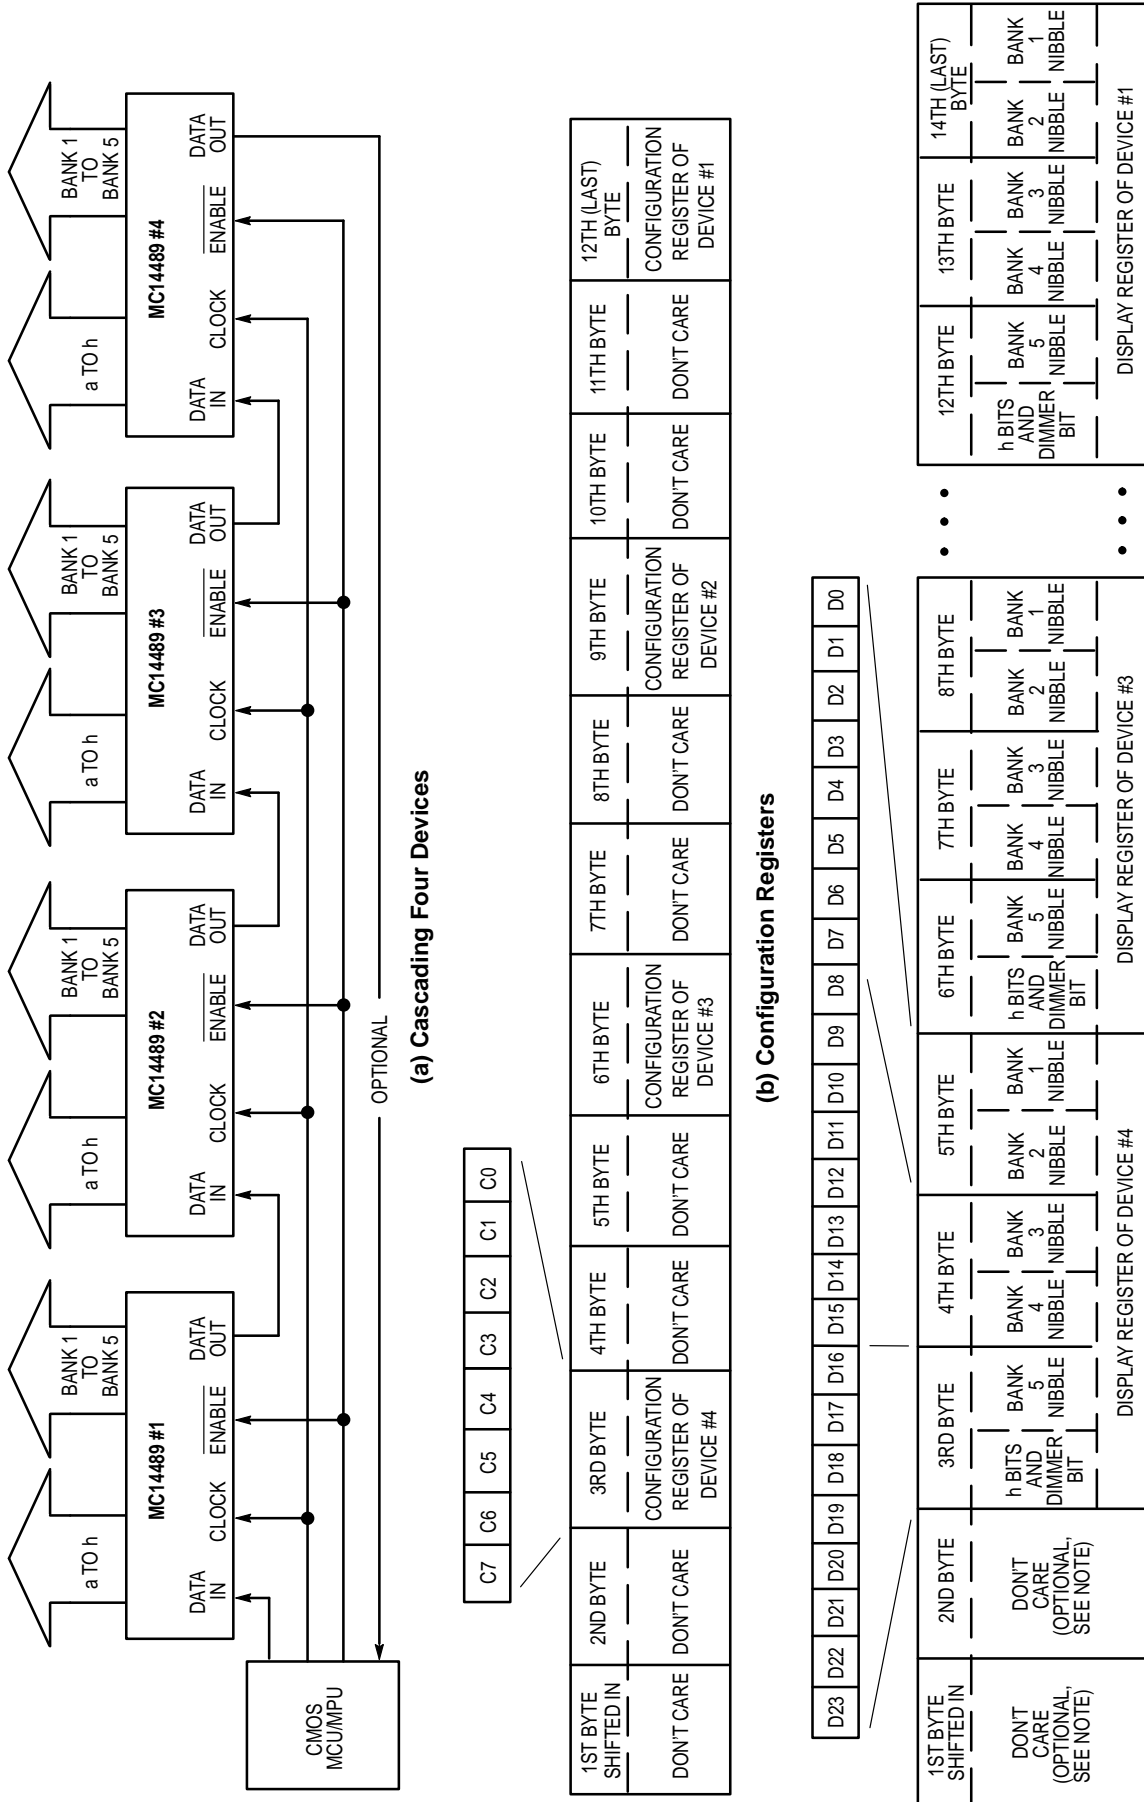 a TO h
BANK 1
TO
BANK 5
a TO h
BANK 1
TO
BANK 5
a TO h
BANK 1
TO
BANK 5
a TO h
BANK 1
TO
BANK 5
MC14489 #1
MC14489 #2
MC14489 #3
MC14489 #4
DATA
IN
CLOCK
ENABLE
DATA
OUT
DATA
IN
CLOCK
ENABLE
DATA
OUT
DATA
IN
CLOCK
ENABLE
DATA
OUT
DATA
IN
CLOCK
ENABLE
DATA
OUT
CMOS
MCU/MPU
OPTIONAL
(a) Cascading Four Devices
C7
C6
C5
C4
C3
C2
C1
C0
1ST BYTE
SHIFTED IN
DON'T CARE
2ND BYTE
DON'T CARE
3RD BYTE
CONFIGURATION
REGISTER OF
DEVICE #4
4TH BYTE
DON'T CARE
5TH BYTE
DON'T CARE
6TH BYTE
CONFIGURATION
REGISTER OF
DEVICE #3
7TH BYTE
DON'T CARE
8TH BYTE
DON'T CARE
9TH BYTE
CONFIGURATION
REGISTER OF
DEVICE #2
10TH BYTE
DON'T CARE
11TH BYTE
DON'T CARE
12TH (LAST)
BYTE
CONFIGURATION
REGISTER OF
DEVICE #1
(b) Configuration Registers
D23
D22
D21
D20
D19
D18
D17
D16
D15
D14
D13
D12
D11
D10
D9
D8
D7
D6
D5
D4
D3
D2
D1
D0
1ST BYTE
SHIFTED IN
DON'T
CARE
(OPTIONAL,
SEE NOTE)
2ND BYTE
DON'T
CARE
(OPTIONAL,
SEE NOTE)
3RD BYTE
h BITS
AND
DIMMER
BIT
BANK
5
NIBBLE
4TH BYTE
BANK
4
NIBBLE
BANK
3
NIBBLE
5TH BYTE
BANK
2
NIBBLE
BANK
1
NIBBLE
DISPLAY REGISTER OF DEVICE #4
6TH BYTE
h BITS
AND
DIMMER
BIT
BANK
5
NIBBLE
7TH BYTE
BANK
4
NIBBLE
BANK
3
NIBBLE
8TH BYTE
BANK
2
NIBBLE
BANK
1
NIBBLE
DISPLAY REGISTER OF DEVICE #3
• • •
• • •
12TH BYTE
h BITS
AND
DIMMER
BIT
BANK
5
NIBBLE
13TH BYTE
BANK
4
NIBBLE
BANK
3
NIBBLE
14TH (LAST)
BYTE
BANK
2
NIBBLE
BANK
1
NIBBLE
DISPLAY REGISTER OF DEVICE #1